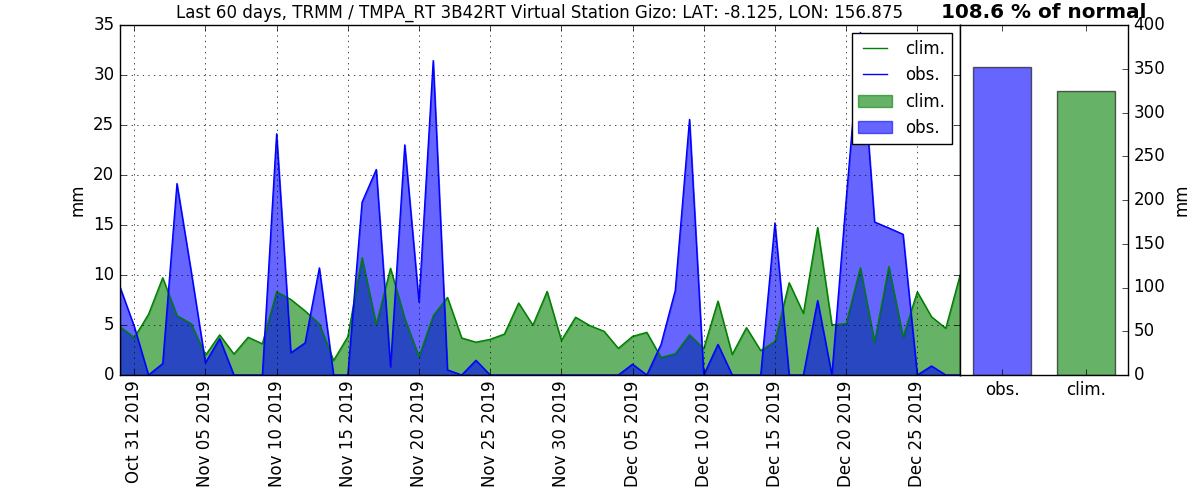 Last 60 days, TRMM / TMPA_RT 3B42RT Virtual Station Gizo: LAT: -8.125, LON: 156.875
108.6 % of normal
35
30
25
20
15
10
5
0
mm
clim.
obs.
clim.
obs.
Oct 31 2019
Nov 05 2019
Nov 10 2019
Nov 15 2019
Nov 20 2019
Nov 25 2019
Nov 30 2019
Dec 05 2019
Dec 10 2019
Dec 15 2019
Dec 20 2019
Dec 25 2019
400
350
300
250
200
150
100
50
0
mm
obs.
clim.